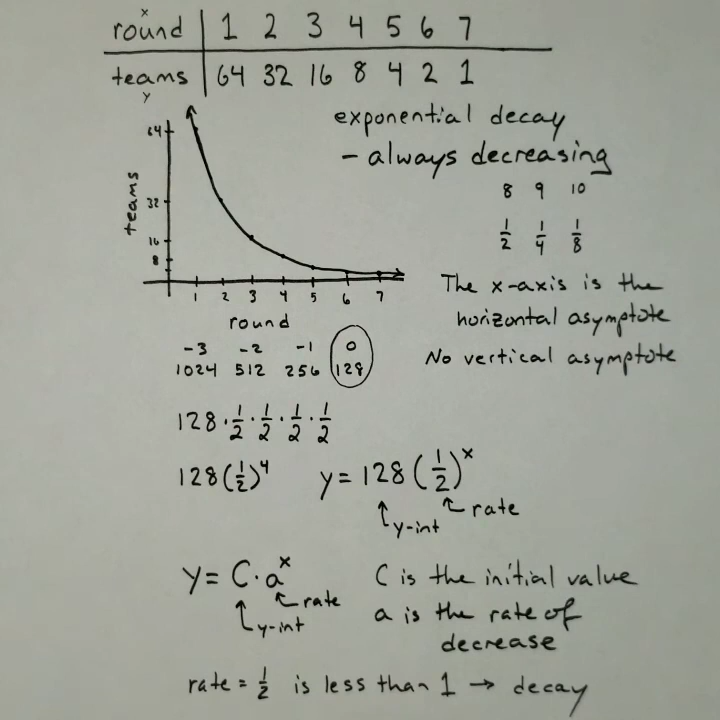 x
round 1 2 3 4 5 6 7
teams 64 32 16 8 4 2 1
y
exponential decay
- always decreasing
8 9 10
1/2 1/4 1/8
64
32
16
8
teams
1 2 3 4 5 6 7
round
The x-axis is the
horizontal asymptote
No vertical asymptote
-3 -2 -1 0
1024 512 256 128
128 · 1/2 · 1/2 · 1/2 · 1/2
128(1/2)^4 y = 128(1/2)^x
y-int rate
y = C·a^x
rate
y-int
C is the initial value
a is the rate of
decrease
rate = 1/2 is less than 1 → decay